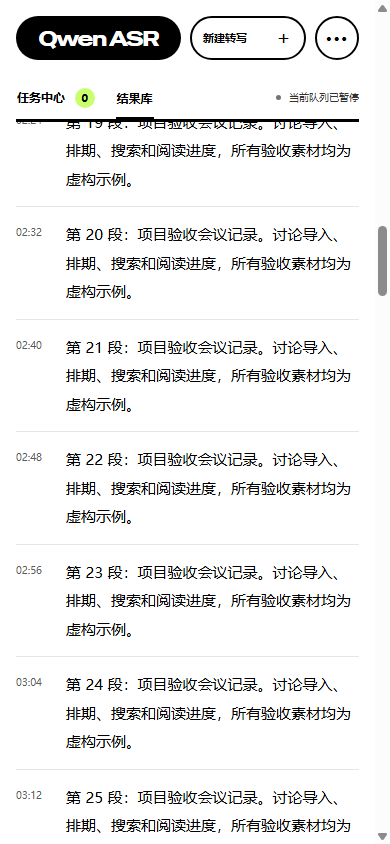 Qwen ASR
新建转写 +
任务中心 0 结果库
当前队列已暂停
第 19 段：项目验收会议记录。讨论导入、
排期、搜索和阅读进度，所有验收素材均为
虚构示例。
02:32
第 20 段：项目验收会议记录。讨论导入、
排期、搜索和阅读进度，所有验收素材均为
虚构示例。
02:40
第 21 段：项目验收会议记录。讨论导入、
排期、搜索和阅读进度，所有验收素材均为
虚构示例。
02:48
第 22 段：项目验收会议记录。讨论导入、
排期、搜索和阅读进度，所有验收素材均为
虚构示例。
02:56
第 23 段：项目验收会议记录。讨论导入、
排期、搜索和阅读进度，所有验收素材均为
虚构示例。
03:04
第 24 段：项目验收会议记录。讨论导入、
排期、搜索和阅读进度，所有验收素材均为
虚构示例。
03:12
第 25 段：项目验收会议记录。讨论导入、
排期、搜索和阅读进度，所有验收素材均为